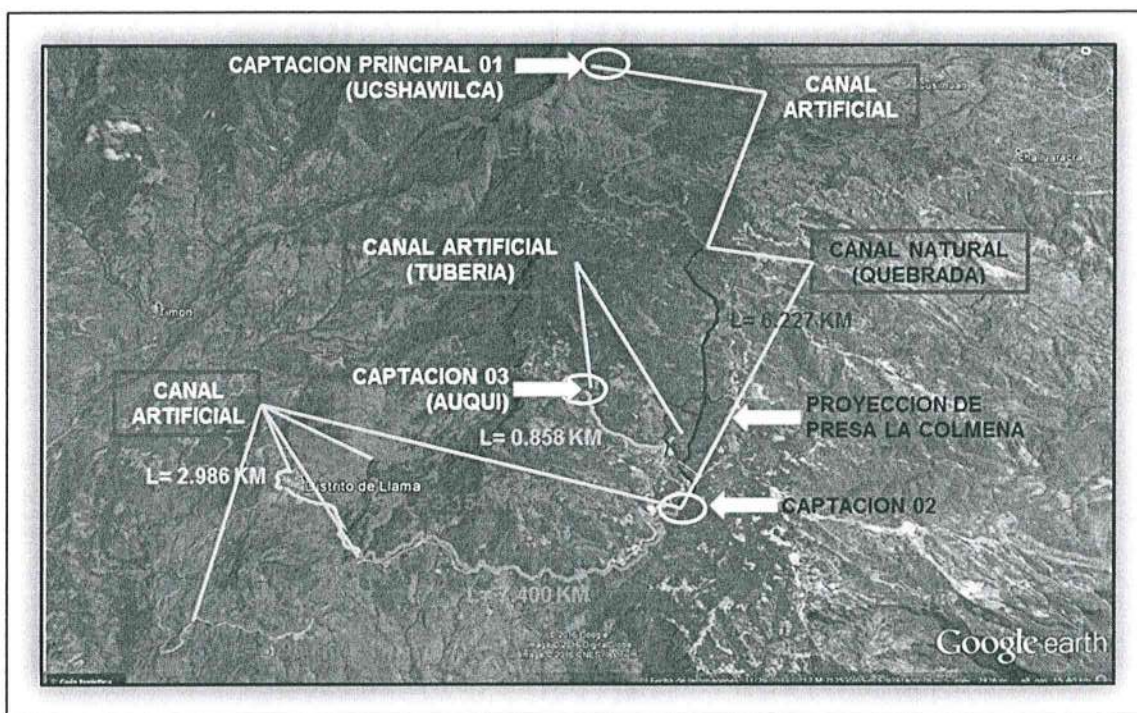 CAPTACION PRINCIPAL 01
(UCSHAWILCA)
CANAL
ARTIFICIAL
CANAL ARTIFICIAL
(TUBERIA)
CANAL NATURAL
(QUEBRADA)
L= 6.227 KM
Limon
CANAL
ARTIFICIAL
CAPTACION 03
(AUQUI)
PROYECCION DE
PRESA LA COLMENA
L= 0.858 KM
L= 2.986 KM
Distrito de Llama
CAPTACION 02
L= 7.400 KM
Google earth